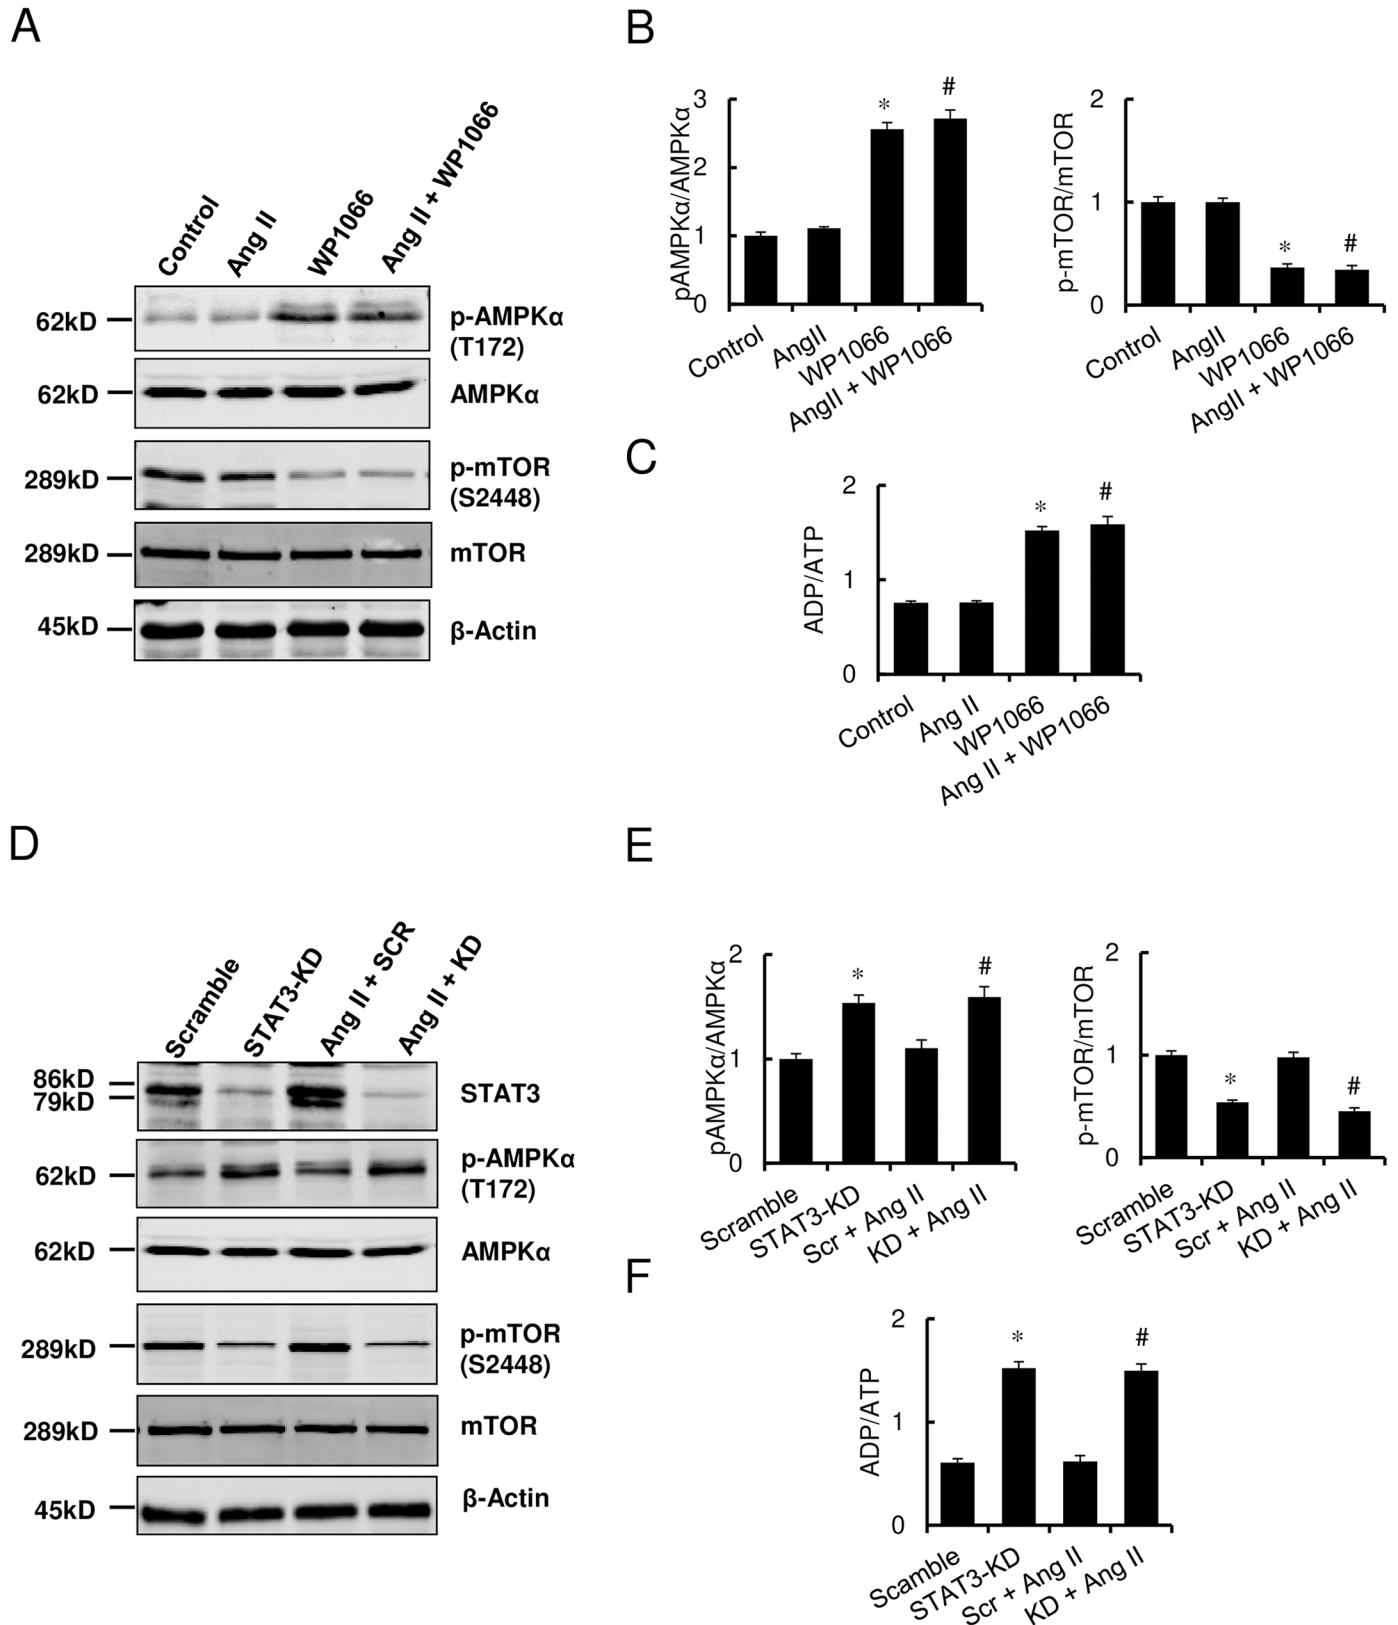 A
Control
Ang II
WP1066
Ang II + WP1066
62kD
p-AMPKα
(T172)
62kD
AMPKα
289kD
p-mTOR
(S2448)
289kD
mTOR
45kD
β-Actin
B
pAMPKα/AMPKα
3
2
1
0
*
#
Control
AngII
WP1066
AngII + WP1066
p-mTOR/mTOR
2
1
0
*
#
Control
AngII
WP1066
AngII + WP1066
C
ADP/ATP
2
1
0
*
#
Control
Ang II
WP1066
Ang II + WP1066
D
Scramble
STAT3-KD
Ang II + SCR
Ang II + KD
86kD
79kD
STAT3
62kD
p-AMPKα
(T172)
62kD
AMPKα
289kD
p-mTOR
(S2448)
289kD
mTOR
45kD
β-Actin
E
pAMPKα/AMPKα
2
1
0
*
#
Scramble
STAT3-KD
Scr + Ang II
KD + Ang II
p-mTOR/mTOR
2
1
0
*
#
Scramble
STAT3-KD
Scr + Ang II
KD + Ang II
F
ADP/ATP
2
1
0
*
#
Scamble
STAT3-KD
Scr + Ang II
KD + Ang II